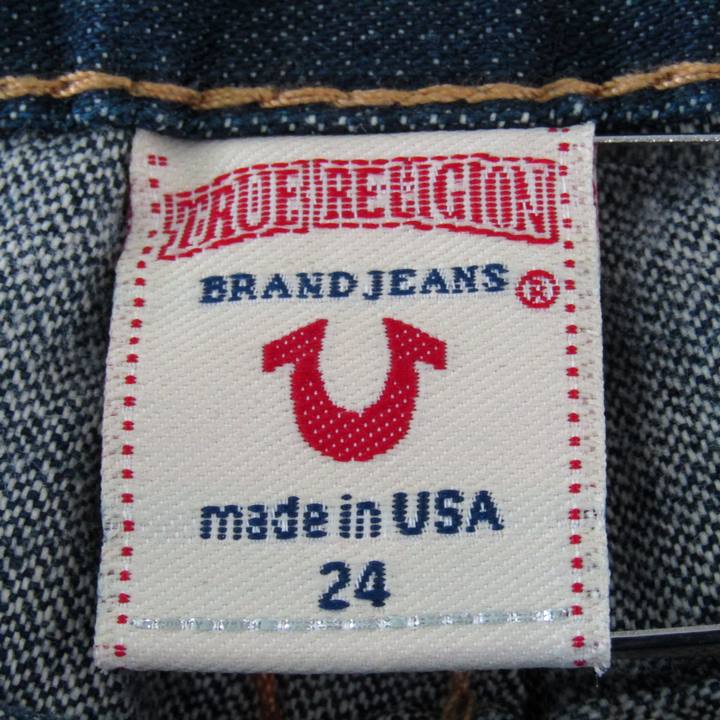 TRUE RELIGION
BRAND JEANS ®
made in USA
24